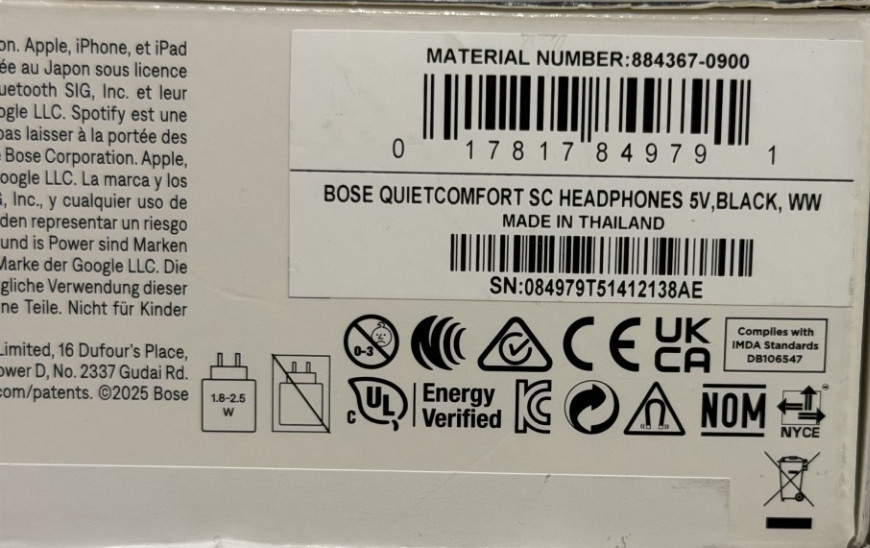 on. Apple, iPhone, et iPad
ée au Japon sous licence
uetooth SIG, Inc. et leur
ogle LLC. Spotify est une
pas laisser à la portée des
Bose Corporation. Apple,
oogle LLC. La marca y los
, Inc., y cualquier uso de
den representar un riesgo
und is Power sind Marken
Marke der Google LLC. Die
gliche Verwendung dieser
ne Teile. Nicht für Kinder
Limited, 16 Dufour's Place,
ower D, No. 2337 Gudai Rd.
com/patents. ©2025 Bose
MATERIAL NUMBER:884367-0900
0 17817 84979 1
BOSE QUIETCOMFORT SC HEADPHONES 5V,BLACK, WW
MADE IN THAILAND
SN:084979T51412138AE
0-3
CE
UK
CA
Complies with
IMDA Standards
DB106547
1.8-2.5
W
C UL
Energy
Verified
KC
NOM
NYCE